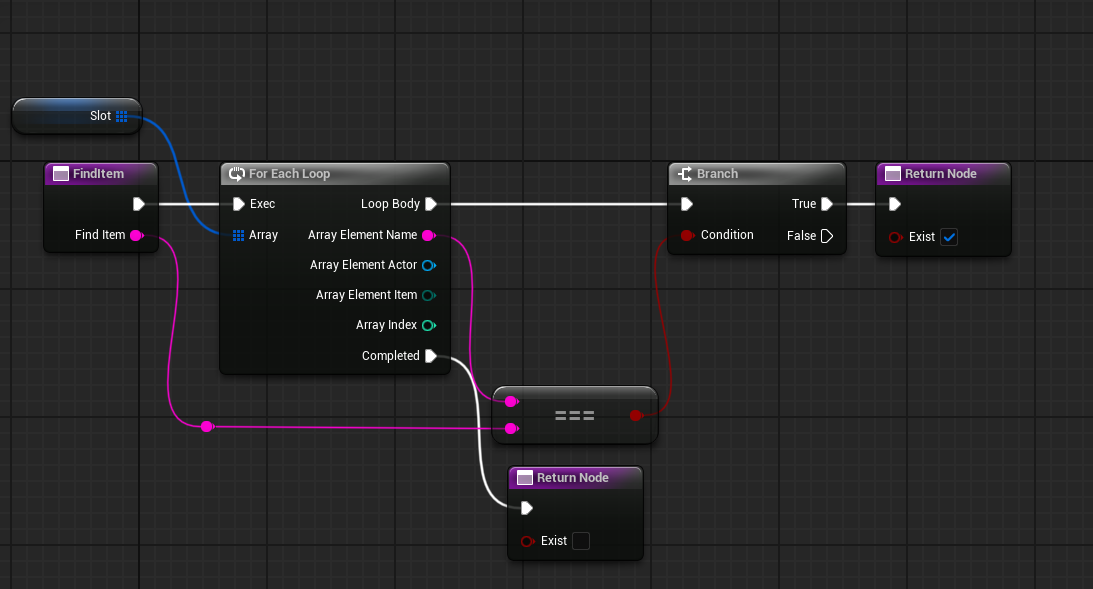 Slot
FindItem
Find Item
For Each Loop
Exec
Loop Body
Array
Array Element Name
Array Element Actor
Array Element Item
Array Index
Completed
===
Branch
True
Condition
False
Return Node
Exist
Return Node
Exist